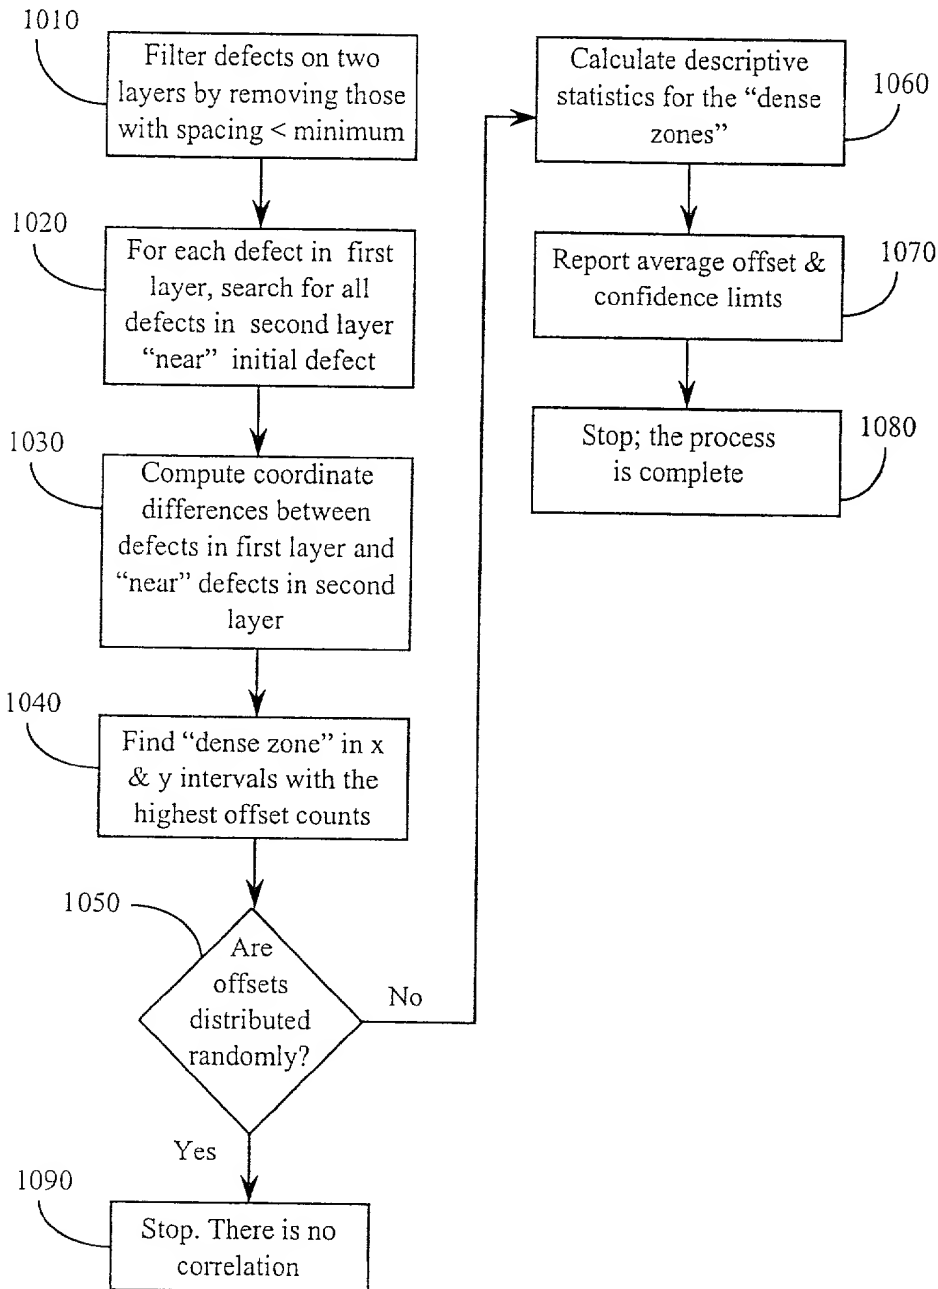 1010
Filter defects on two
layers by removing those
with spacing < minimum
1020
For each defect in first
layer, search for all
defects in second layer
“near” initial defect
1030
Compute coordinate
differences between
defects in first layer and
“near” defects in second
layer
1040
Find “dense zone” in x
& y intervals with the
highest offset counts
1050
Are
offsets
distributed
randomly?
No
Yes
1090
Stop. There is no
correlation
Calculate descriptive
statistics for the “dense
zones”
1060
Report average offset &
confidence limts
1070
Stop; the process
is complete
1080